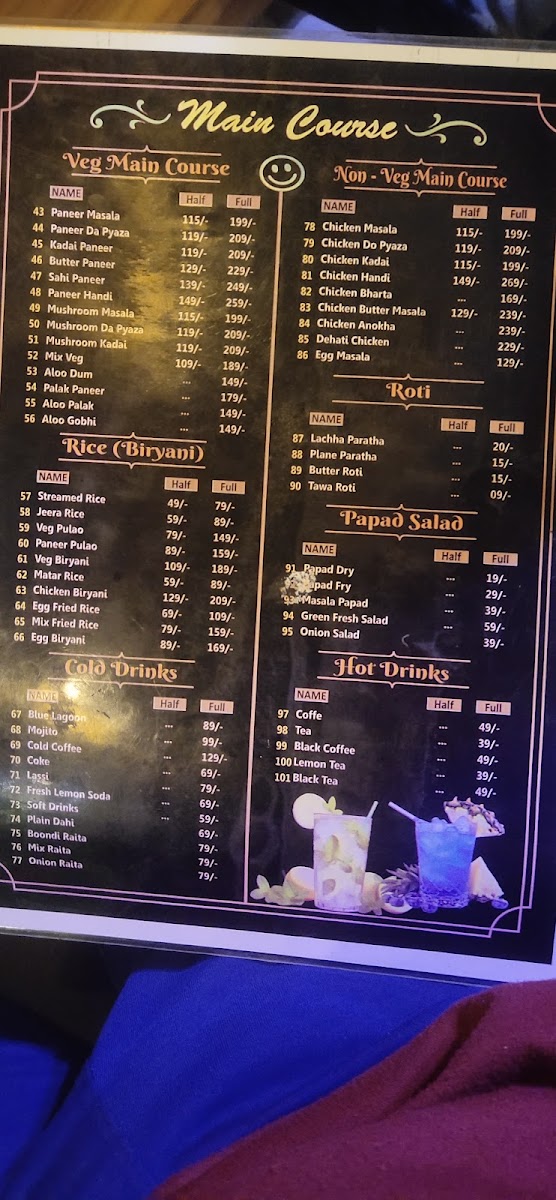 Main Course
Veg Main Course
NAME Half Full
43 Paneer Masala 115/- 199/-
44 Paneer Da Pyaza 119/- 209/-
45 Kadai Paneer 119/- 209/-
46 Butter Paneer 129/- 229/-
47 Sahi Paneer 139/- 249/-
48 Paneer Handi 149/- 259/-
49 Mushroom Masala 115/- 199/-
50 Mushroom Da Pyaza 119/- 209/-
51 Mushroom Kadai 119/- 209/-
52 Mix Veg 109/- 189/-
53 Aloo Dum --- 149/-
54 Palak Paneer --- 179/-
55 Aloo Palak --- 149/-
56 Aloo Gobhi --- 149/-
Rice (Biryani)
NAME Half Full
57 Streamed Rice 49/- 79/-
58 Jeera Rice 59/- 89/-
59 Veg Pulao 79/- 149/-
60 Paneer Pulao 89/- 159/-
61 Veg Biryani 109/- 189/-
62 Matar Rice 59/- 89/-
63 Chicken Biryani 129/- 209/-
64 Egg Fried Rice 69/- 109/-
65 Mix Fried Rice 79/- 159/-
66 Egg Biryani 89/- 169/-
Cold Drinks
NAME Half Full
67 Blue Lagoon --- 89/-
68 Mojito --- 99/-
69 Cold Coffee --- 129/-
70 Coke --- 69/-
71 Lassi --- 79/-
72 Fresh Lemon Soda --- 69/-
73 Soft Drinks --- 59/-
74 Plain Dahi 69/-
75 Boondi Raita 79/-
76 Mix Raita 79/-
77 Onion Raita 79/-
Non - Veg Main Course
NAME Half Full
78 Chicken Masala 115/- 199/-
79 Chicken Do Pyaza 119/- 209/-
80 Chicken Kadai 115/- 199/-
81 Chicken Handi 149/- 269/-
82 Chicken Bharta --- 169/-
83 Chicken Butter Masala 129/- 239/-
84 Chicken Anokha --- 239/-
85 Dehati Chicken --- 229/-
86 Egg Masala --- 129/-
Roti
NAME Half Full
87 Lachha Paratha --- 20/-
88 Plane Paratha --- 15/-
89 Butter Roti --- 15/-
90 Tawa Roti --- 09/-
Papad Salad
NAME Half Full
91 Papad Dry --- 19/-
Papad Fry --- 29/-
93 Masala Papad --- 39/-
94 Green Fresh Salad --- 59/-
95 Onion Salad --- 39/-
Hot Drinks
NAME Half Full
97 Coffe --- 49/-
98 Tea --- 39/-
99 Black Coffee --- 49/-
100 Lemon Tea --- 39/-
101 Black Tea --- 49/-